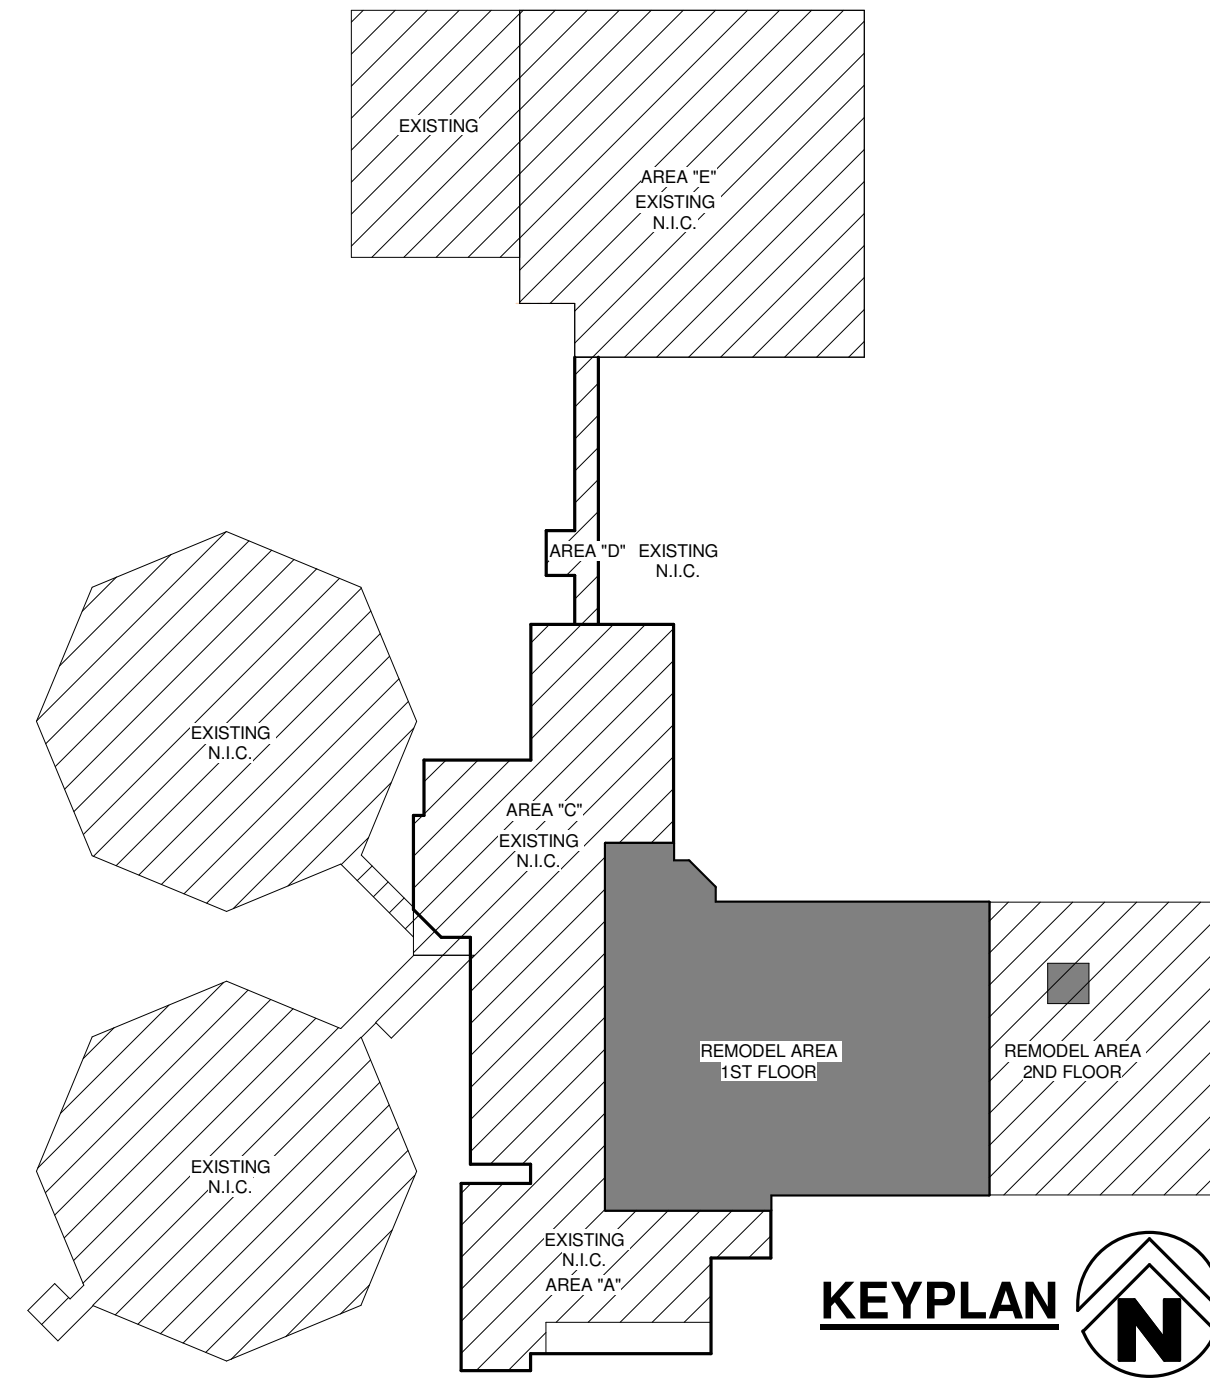 EXISTING
AREA "E"
EXISTING
N.I.C.
AREA "D" EXISTING
N.I.C.
EXISTING
N.I.C.
AREA "C"
EXISTING
N.I.C.
REMODEL AREA
1ST FLOOR
REMODEL AREA
2ND FLOOR
EXISTING
N.I.C.
EXISTING
N.I.C.
AREA "A"
KEYPLAN
N